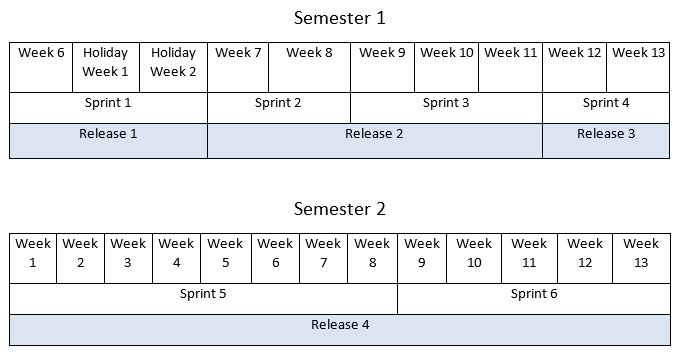 Semester 1
Week 6 Holiday Holiday Week 7 Week 8 Week 9 Week 10 Week 11 Week 12 Week 13
Week 1 Week 2
Sprint 1 Sprint 2 Sprint 3 Sprint 4
Release 1 Release 2 Release 3
Semester 2
Week Week Week Week Week Week Week Week Week Week Week Week Week
1 2 3 4 5 6 7 8 9 10 11 12 13
Sprint 5 Sprint 6
Release 4